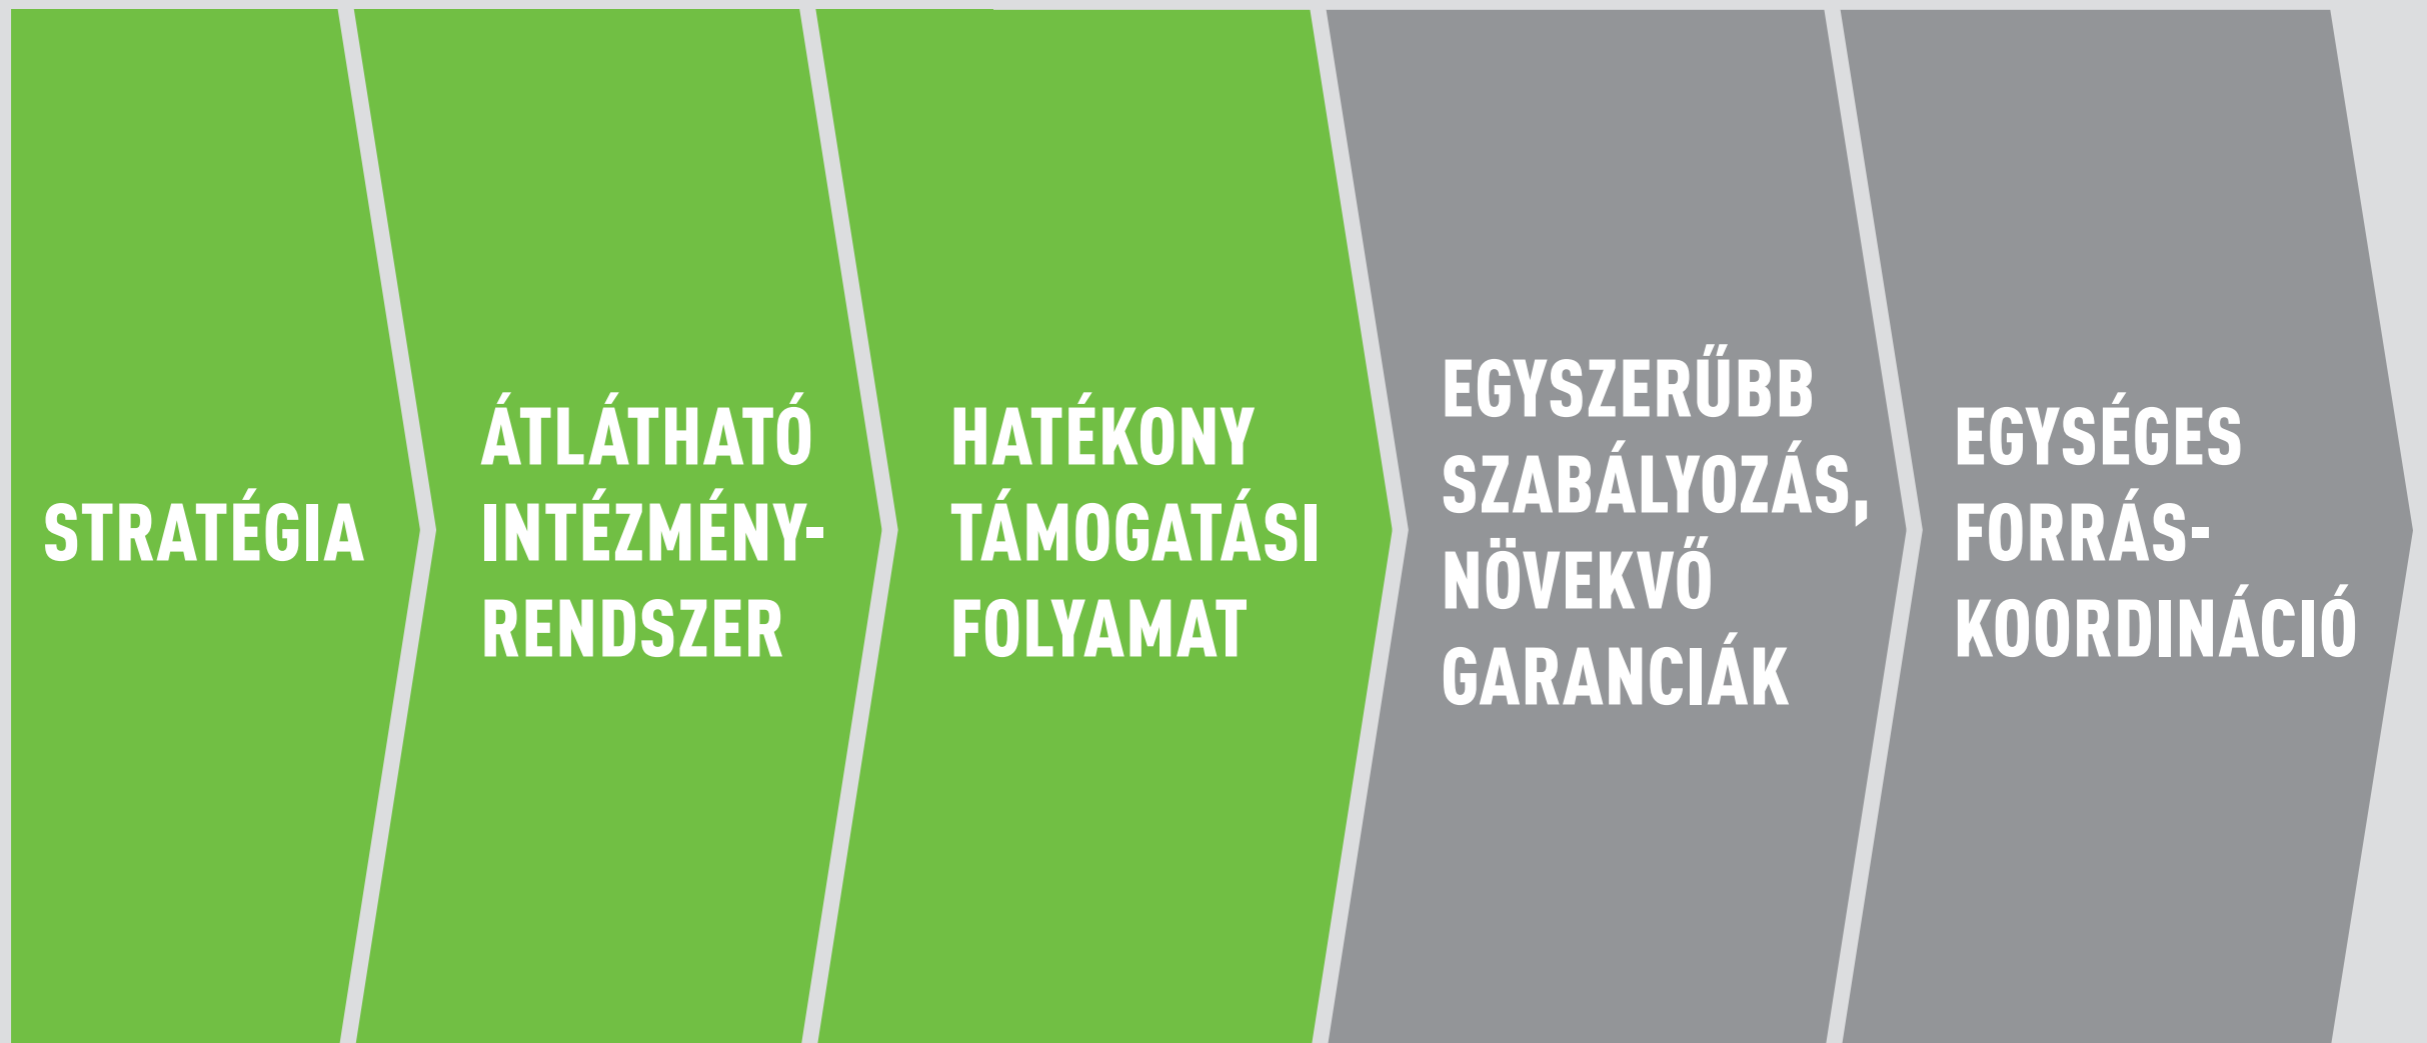 STRATÉGIA
ÁTLÁTHATÓ
INTÉZMÉNY-
RENDSZER
HATÉKONY
TÁMOGATÁSI
FOLYAMAT
EGYSZERŰBB
SZABÁLYOZÁS,
NÖVEKVŐ
GARANCIÁK
EGYSÉGES
FORRÁS-
KOORDINÁCIÓ